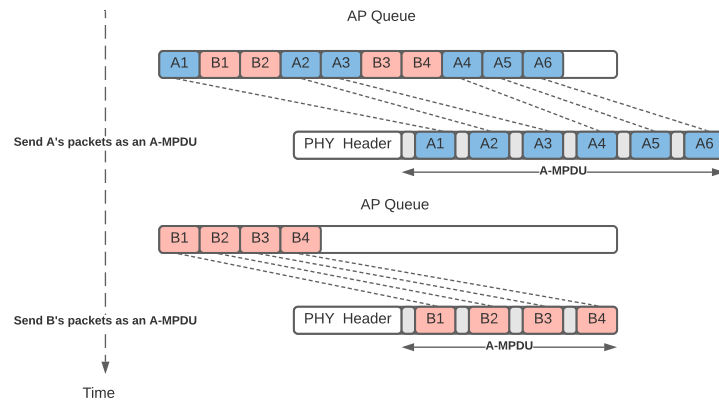 AP Queue
A1 B1 B2 A2 A3 B3 B4 A4 A5 A6
Send A's packets as an A-MPDU
PHY Header A1 A2 A3 A4 A5 A6
A-MPDU
AP Queue
B1 B2 B3 B4
Send B's packets as an A-MPDU
PHY Header B1 B2 B3 B4
A-MPDU
Time